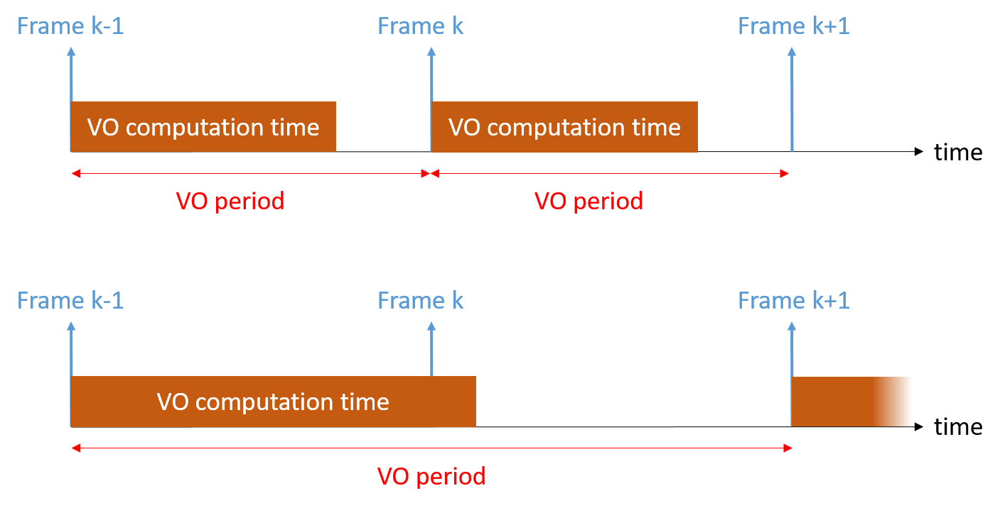 Frame k-1
Frame k
Frame k+1
VO computation time
VO computation time
time
VO period
VO period
Frame k-1
Frame k
Frame k+1
VO computation time
time
VO period